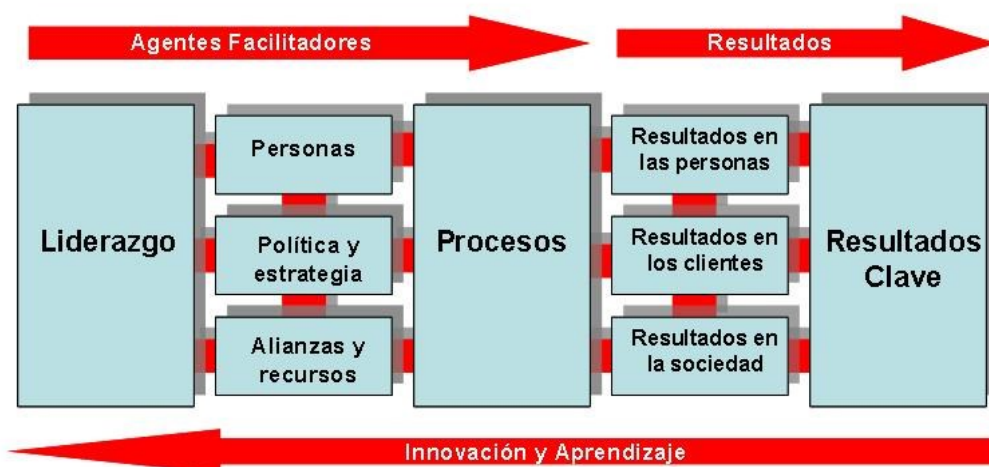 Agentes Facilitadores
Resultados
Liderazgo
Personas
Política y
estrategia
Alianzas y
recursos
Procesos
Resultados en
las personas
Resultados en
los clientes
Resultados en
la sociedad
Resultados
Clave
Innovación y Aprendizaje